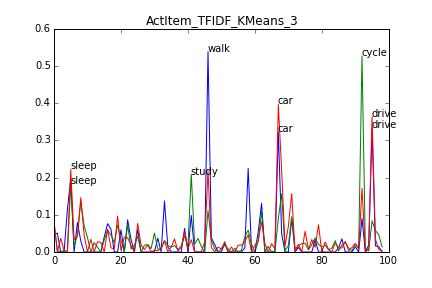 ActItem_TFIDF_KMeans_3
0.6
0.5
0.4
0.3
0.2
0.1
0.0
walk
cycle
car
car
drive
drive
sleep
sleep
study
0 20 40 60 80 100